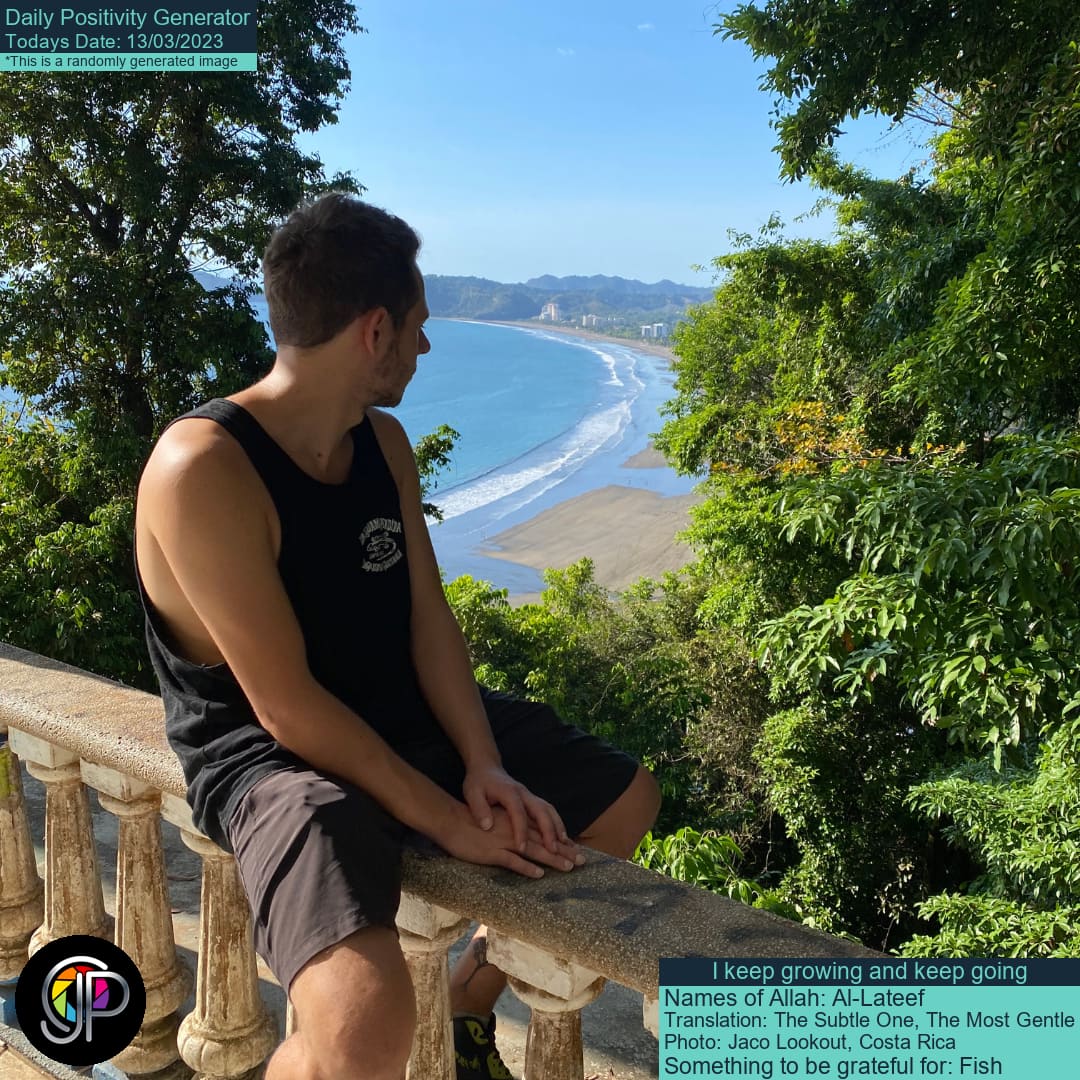 Daily Positivity Generator
Todays Date: 13/03/2023
*This is a randomly generated image
SJP
I keep growing and keep going
Names of Allah: Al-Lateef
Translation: The Subtle One, The Most Gentle
Photo: Jaco Lookout, Costa Rica
Something to be grateful for: Fish